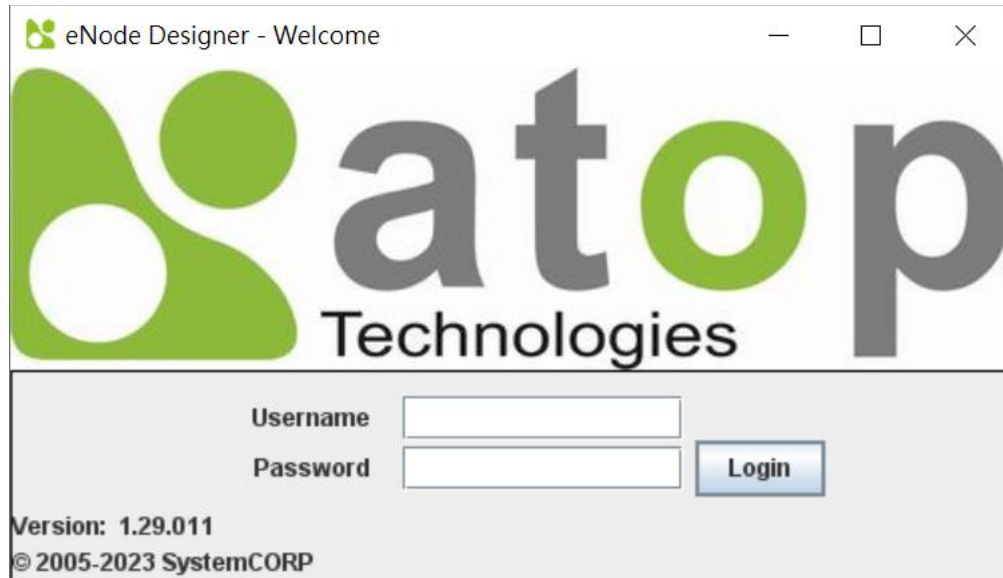 eNode Designer - Welcome
atop
Technologies
Username
Password
Login
Version: 1.29.011
© 2005-2023 SystemCORP